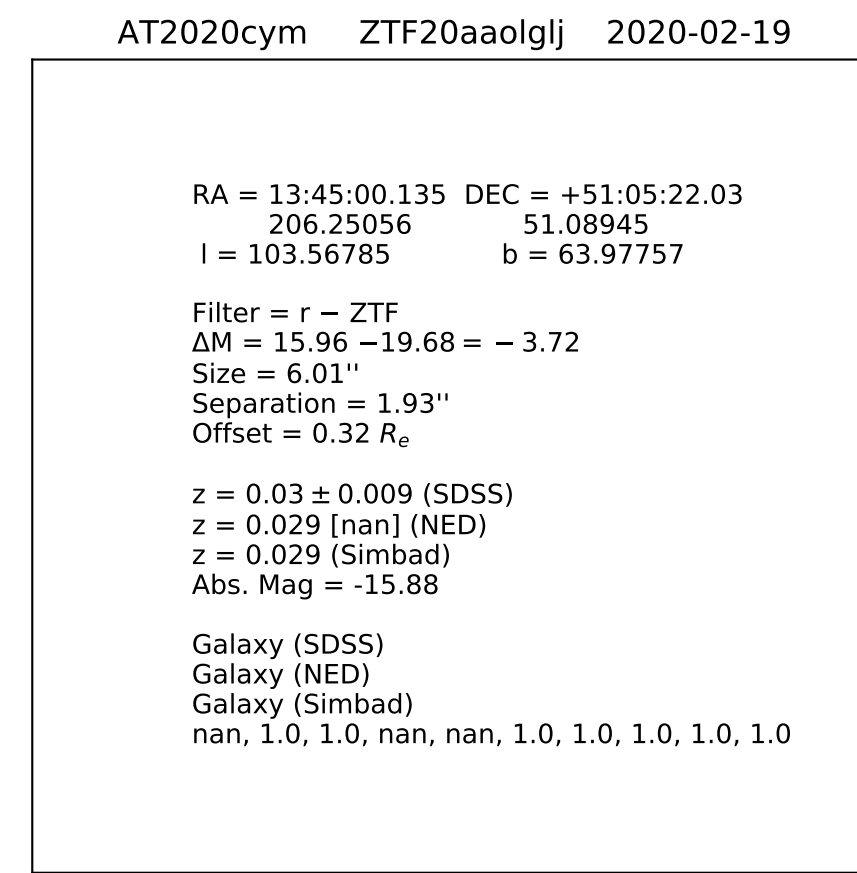 AT2020cym ZTF20aaolglj 2020-02-19
RA = 13:45:00.135 DEC = +51:05:22.03
206.25056 51.08945
l = 103.56785 b = 63.97757
Filter = r − ZTF
ΔM = 15.96 −19.68 = − 3.72
Size = 6.01''
Separation = 1.93''
Offset = 0.32 Rₑ
z = 0.03 ± 0.009 (SDSS)
z = 0.029 [nan] (NED)
z = 0.029 (Simbad)
Abs. Mag = -15.88
Galaxy (SDSS)
Galaxy (NED)
Galaxy (Simbad)
nan, 1.0, 1.0, nan, nan, 1.0, 1.0, 1.0, 1.0, 1.0